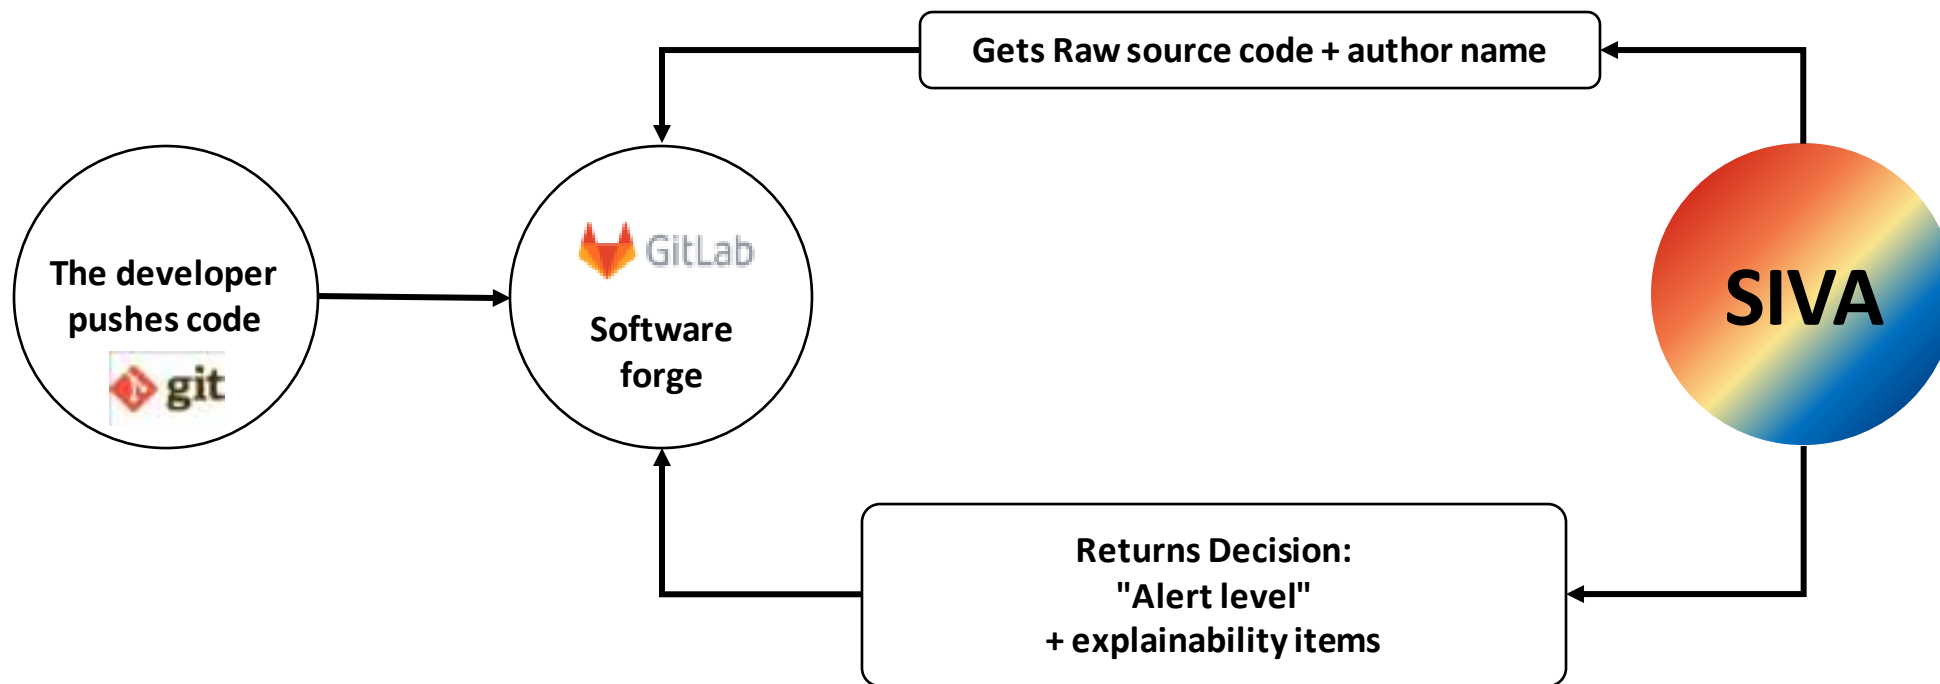 Gets Raw source code + author name
The developer
pushes code
git
GitLab
Software
forge
SIVA
Returns Decision:
"Alert level"
+ explainability items